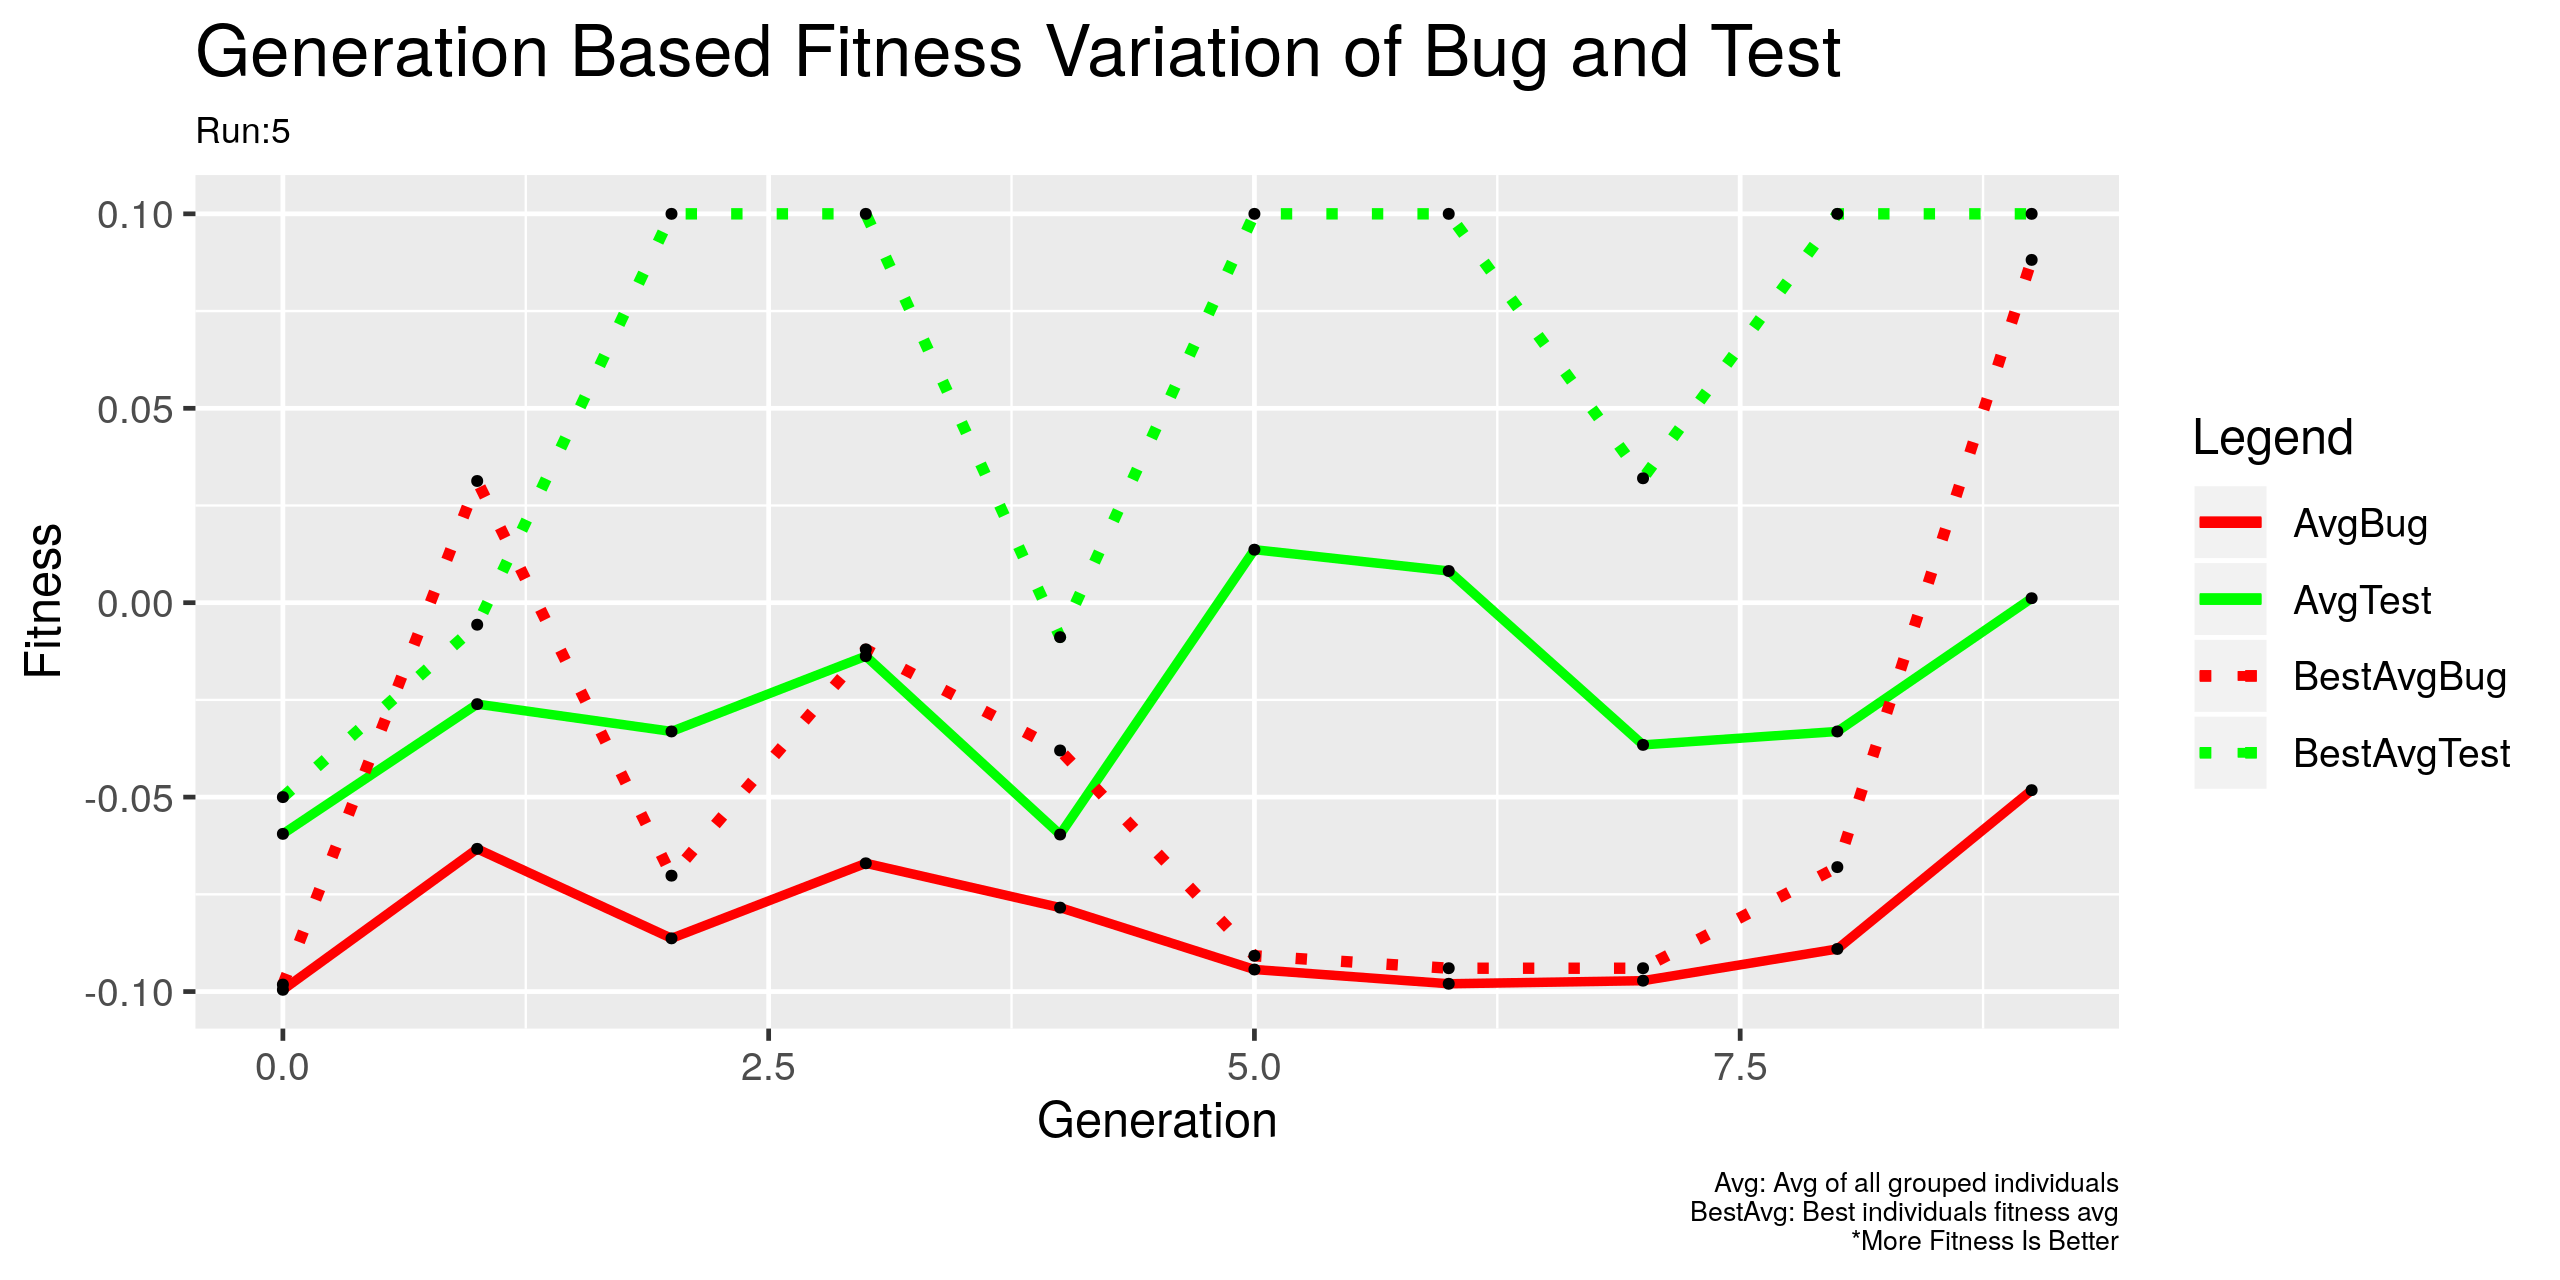 Generation Based Fitness Variation of Bug and Test
Run:5
0.10
0.05
0.00
-0.05
-0.10
Fitness
0.0
2.5
5.0
7.5
Generation
Legend
AvgBug
AvgTest
BestAvgBug
BestAvgTest
Avg: Avg of all grouped individuals
BestAvg: Best individuals fitness avg
*More Fitness Is Better